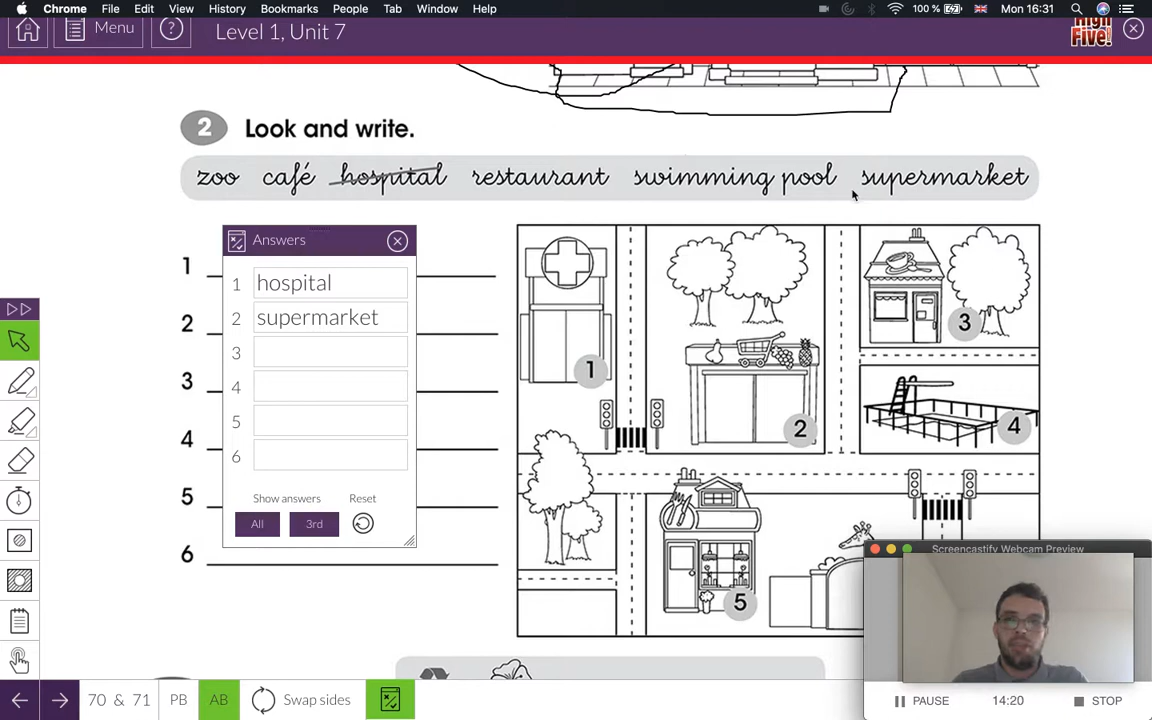 Chrome File Edit View History Bookmarks People Tab Window Help 100 % Mon 16:31
Menu ? Level 1, Unit 7 High Five!
2 Look and write.
zoo café hospital restaurant swimming pool supermarket
Answers
1 hospital
2 supermarket
3
4
5
6
Show answers Reset
All 3rd
1
2
3
4
5
6
1
2
3
4
5
Screencastify Webcam Preview
PAUSE 14:20 STOP
70 & 71 PB AB Swap sides